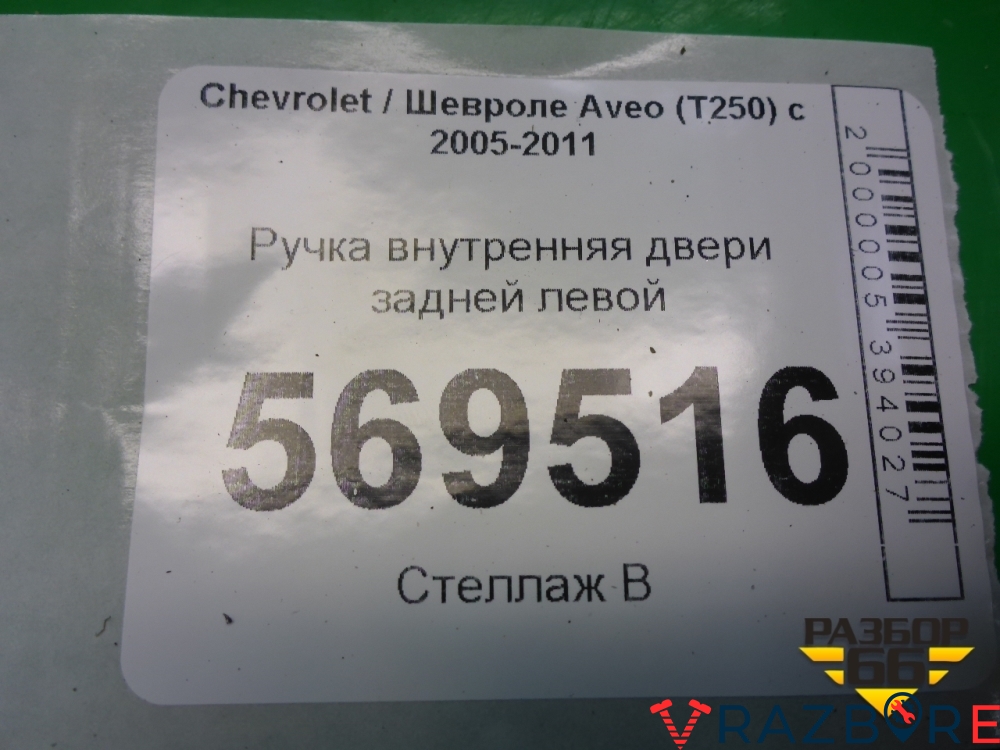 Chevrolet / Шевроле Aveo (T250) с
2005-2011
Ручка внутренняя двери
задней левой
569516
Стеллаж В
2000005394027
РАЗБОР
66
VRAZBORE